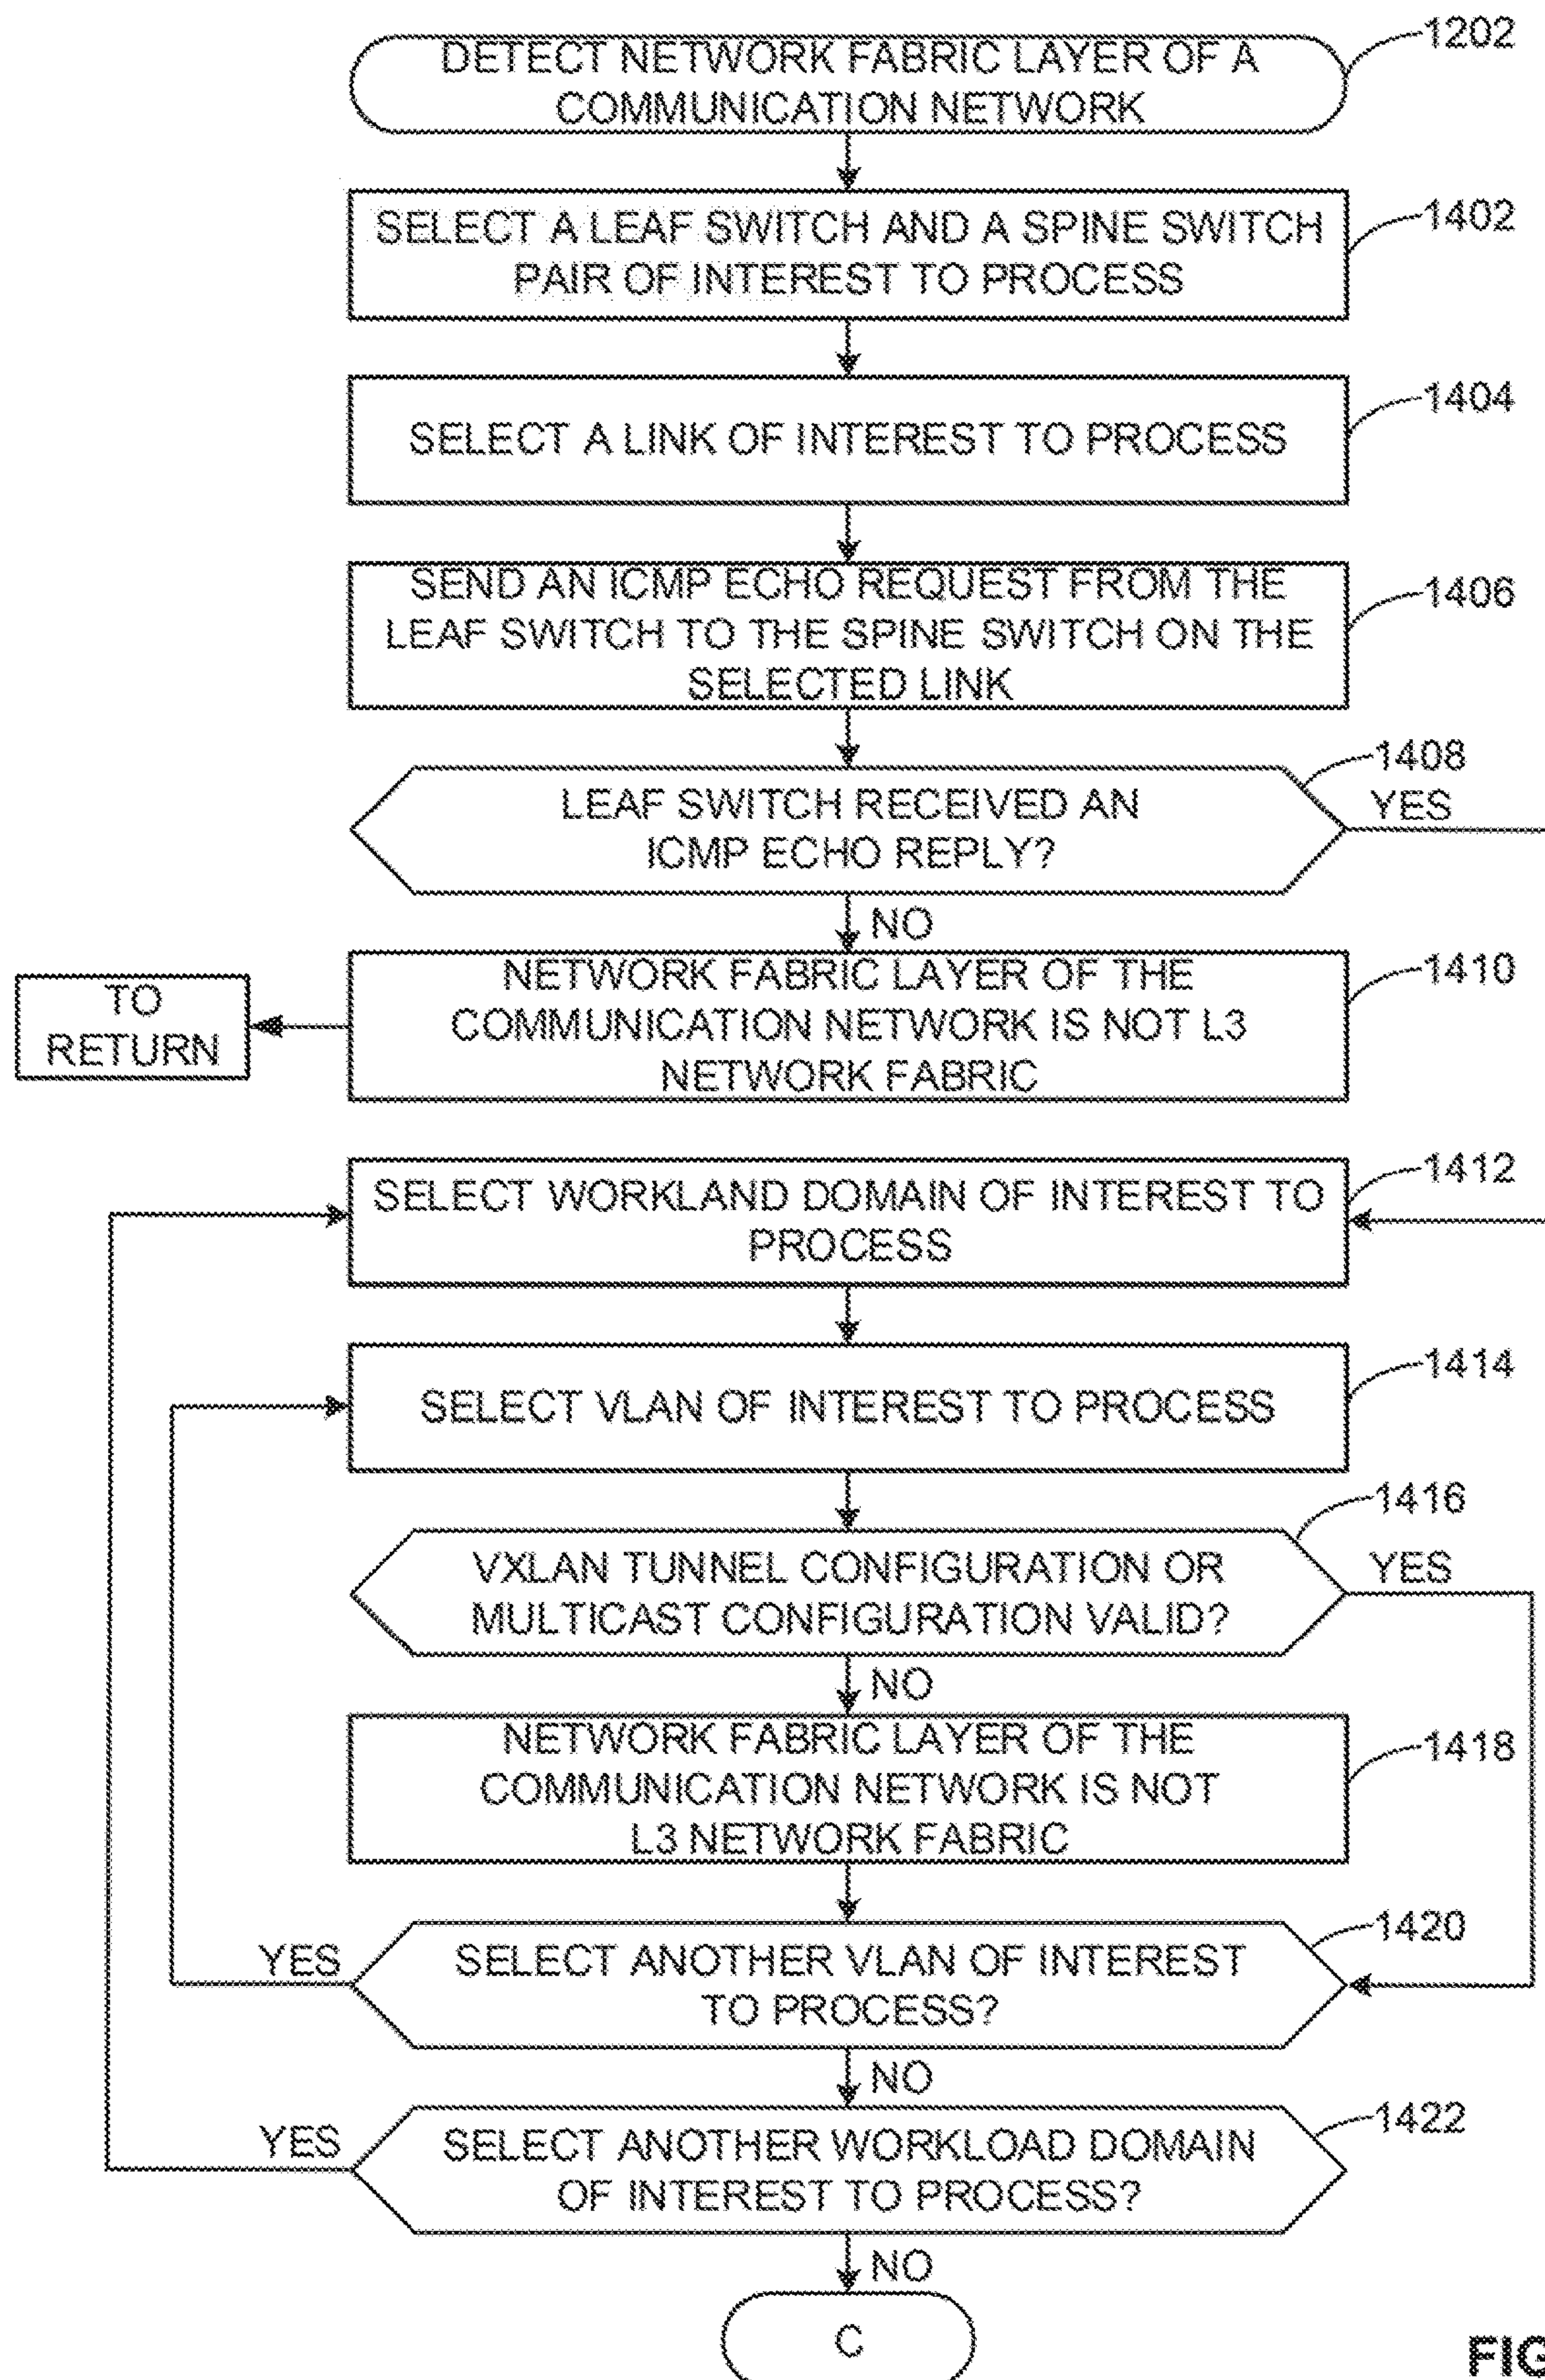 DETECT NETWORK FABRIC LAYER OF A
COMMUNICATION NETWORK
1202
SELECT A LEAF SWITCH AND A SPINE SWITCH
PAIR OF INTEREST TO PROCESS
1402
SELECT A LINK OF INTEREST TO PROCESS
1404
SEND AN ICMP ECHO REQUEST FROM THE
LEAF SWITCH TO THE SPINE SWITCH ON THE
SELECTED LINK
1406
LEAF SWITCH RECEIVED AN
ICMP ECHO REPLY?
1408
YES
NO
NETWORK FABRIC LAYER OF THE
COMMUNICATION NETWORK IS NOT L3
NETWORK FABRIC
1410
TO
RETURN
SELECT WORKLAND DOMAIN OF INTEREST TO
PROCESS
1412
SELECT VLAN OF INTEREST TO PROCESS
1414
VXLAN TUNNEL CONFIGURATION OR
MULTICAST CONFIGURATION VALID?
1416
YES
NO
NETWORK FABRIC LAYER OF THE
COMMUNICATION NETWORK IS NOT
L3 NETWORK FABRIC
1418
SELECT ANOTHER VLAN OF INTEREST
TO PROCESS?
1420
YES
NO
SELECT ANOTHER WORKLOAD DOMAIN
OF INTEREST TO PROCESS?
1422
YES
NO
C
FIG